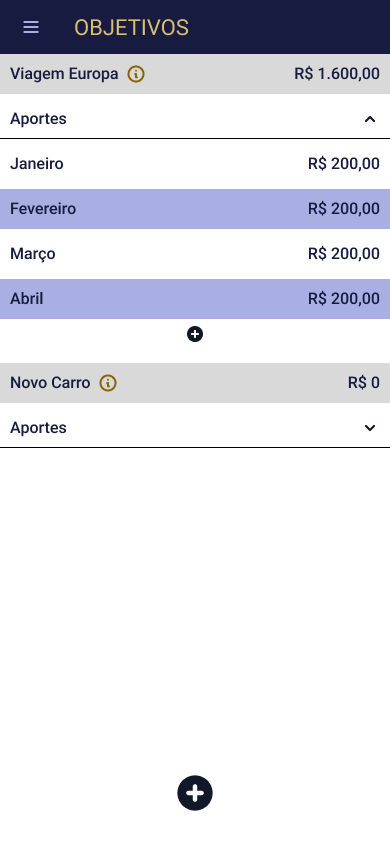 OBJETIVOS
Viagem Europa R$ 1.600,00
Aportes
Janeiro R$ 200,00
Fevereiro R$ 200,00
Março R$ 200,00
Abril R$ 200,00
Novo Carro R$ 0
Aportes